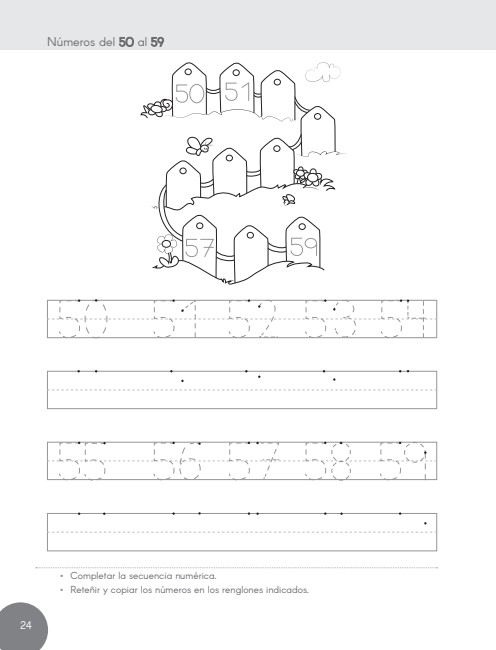 Números del 50 al 59
50 51
57 59
50 51 52 53 54
55 56 57 58 59
• Completar la secuencia numérica.
• Reteñir y copiar los números en los renglones indicados.
24